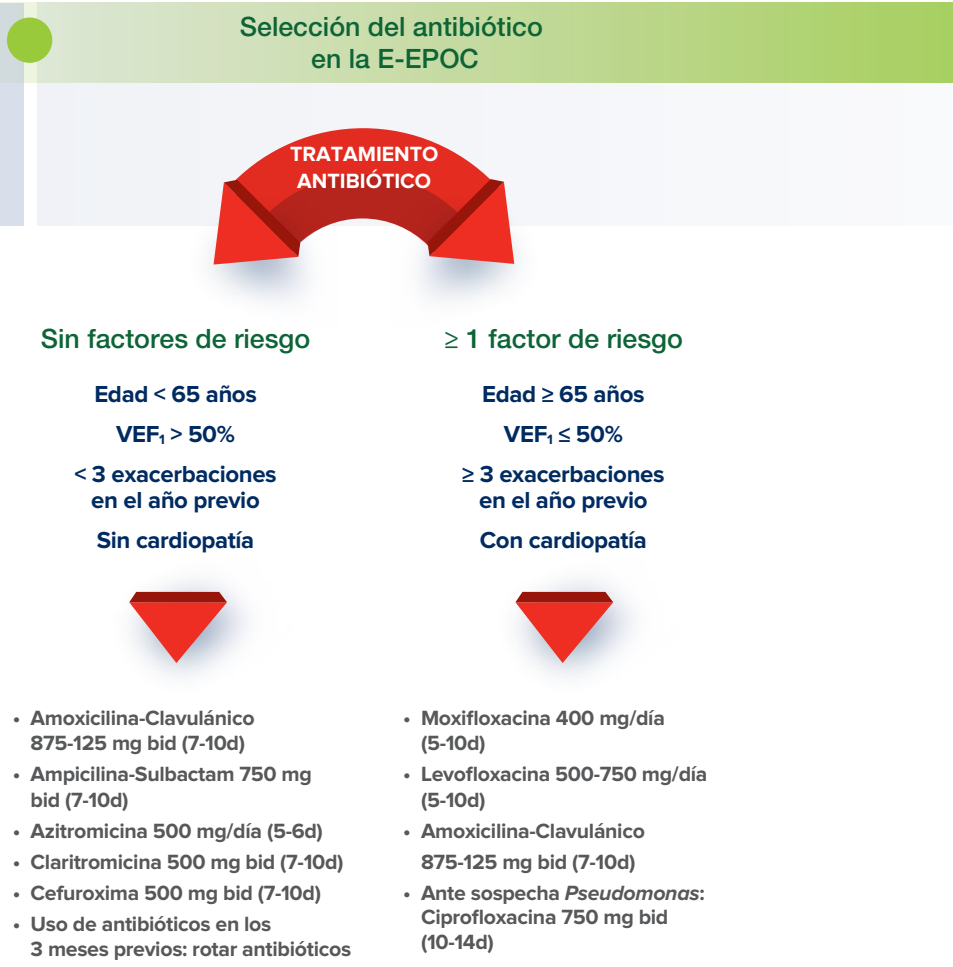 Selección del antibiótico
en la E-EPOC
TRATAMIENTO
ANTIBIÓTICO
Sin factores de riesgo
Edad < 65 años
VEF₁ > 50%
< 3 exacerbaciones
en el año previo
Sin cardiopatía
• Amoxicilina-Clavulánico
875-125 mg bid (7-10d)
• Ampicilina-Sulbactam 750 mg
bid (7-10d)
• Azitromicina 500 mg/día (5-6d)
• Claritromicina 500 mg bid (7-10d)
• Cefuroxima 500 mg bid (7-10d)
• Uso de antibióticos en los
3 meses previos: rotar antibióticos
≥ 1 factor de riesgo
Edad ≥ 65 años
VEF₁ ≤ 50%
≥ 3 exacerbaciones
en el año previo
Con cardiopatía
• Moxifloxacina 400 mg/día
(5-10d)
• Levofloxacina 500-750 mg/día
(5-10d)
• Amoxicilina-Clavulánico
875-125 mg bid (7-10d)
• Ante sospecha Pseudomonas:
Ciprofloxacina 750 mg bid
(10-14d)